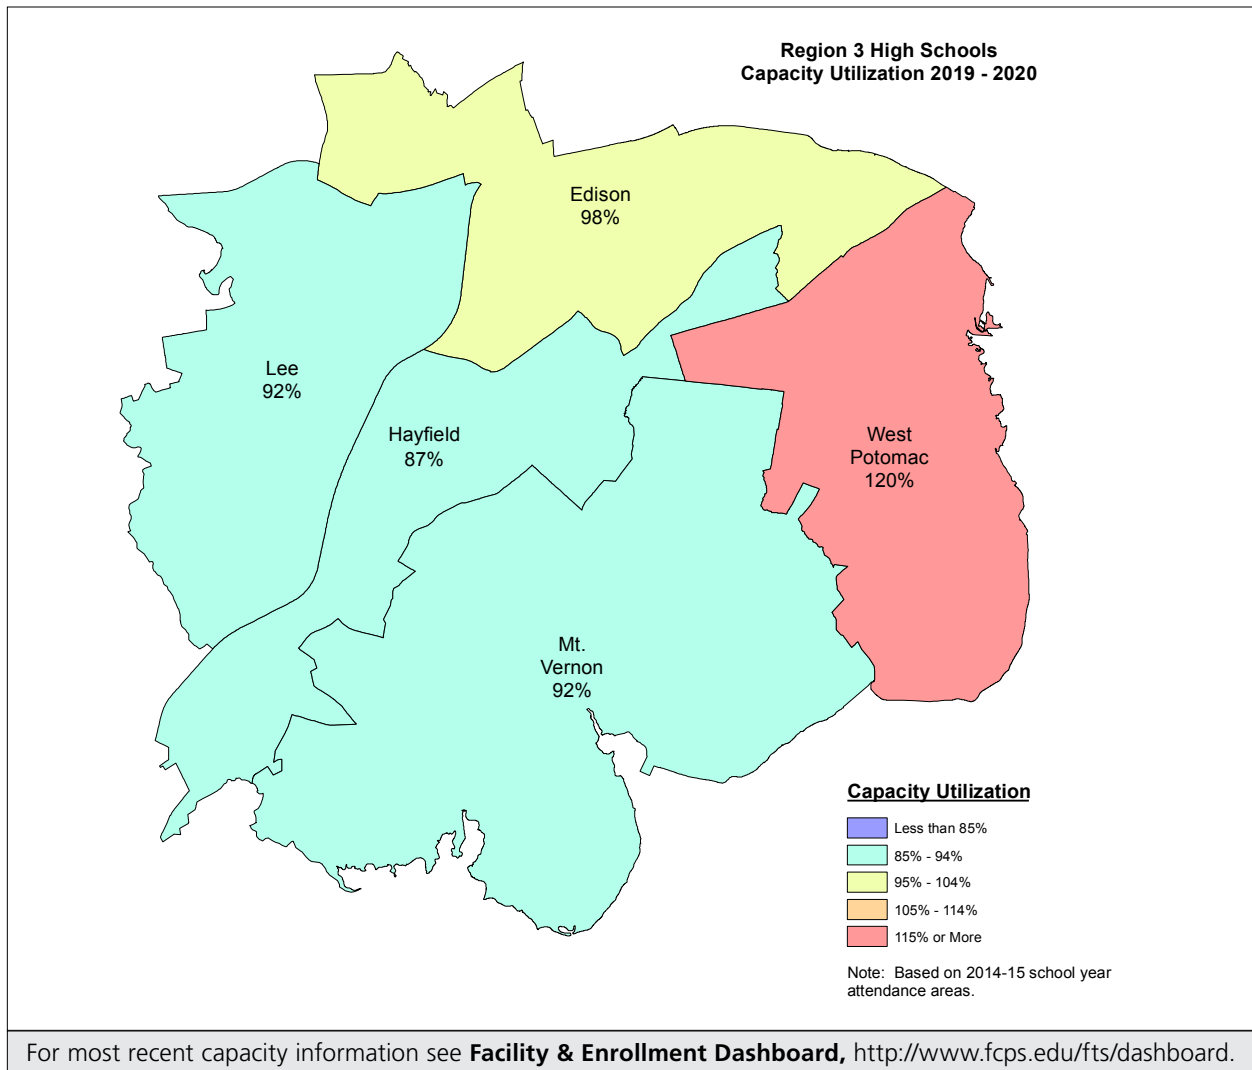 Region 3 High Schools
Capacity Utilization 2019 - 2020
Edison
98%
Lee
92%
Hayfield
87%
West
Potomac
120%
Mt.
Vernon
92%
Capacity Utilization
Less than 85%
85% - 94%
95% - 104%
105% - 114%
115% or More
Note:  Based on 2014-15 school year
attendance areas.
For most recent capacity information see Facility & Enrollment Dashboard, http://www.fcps.edu/fts/dashboard.